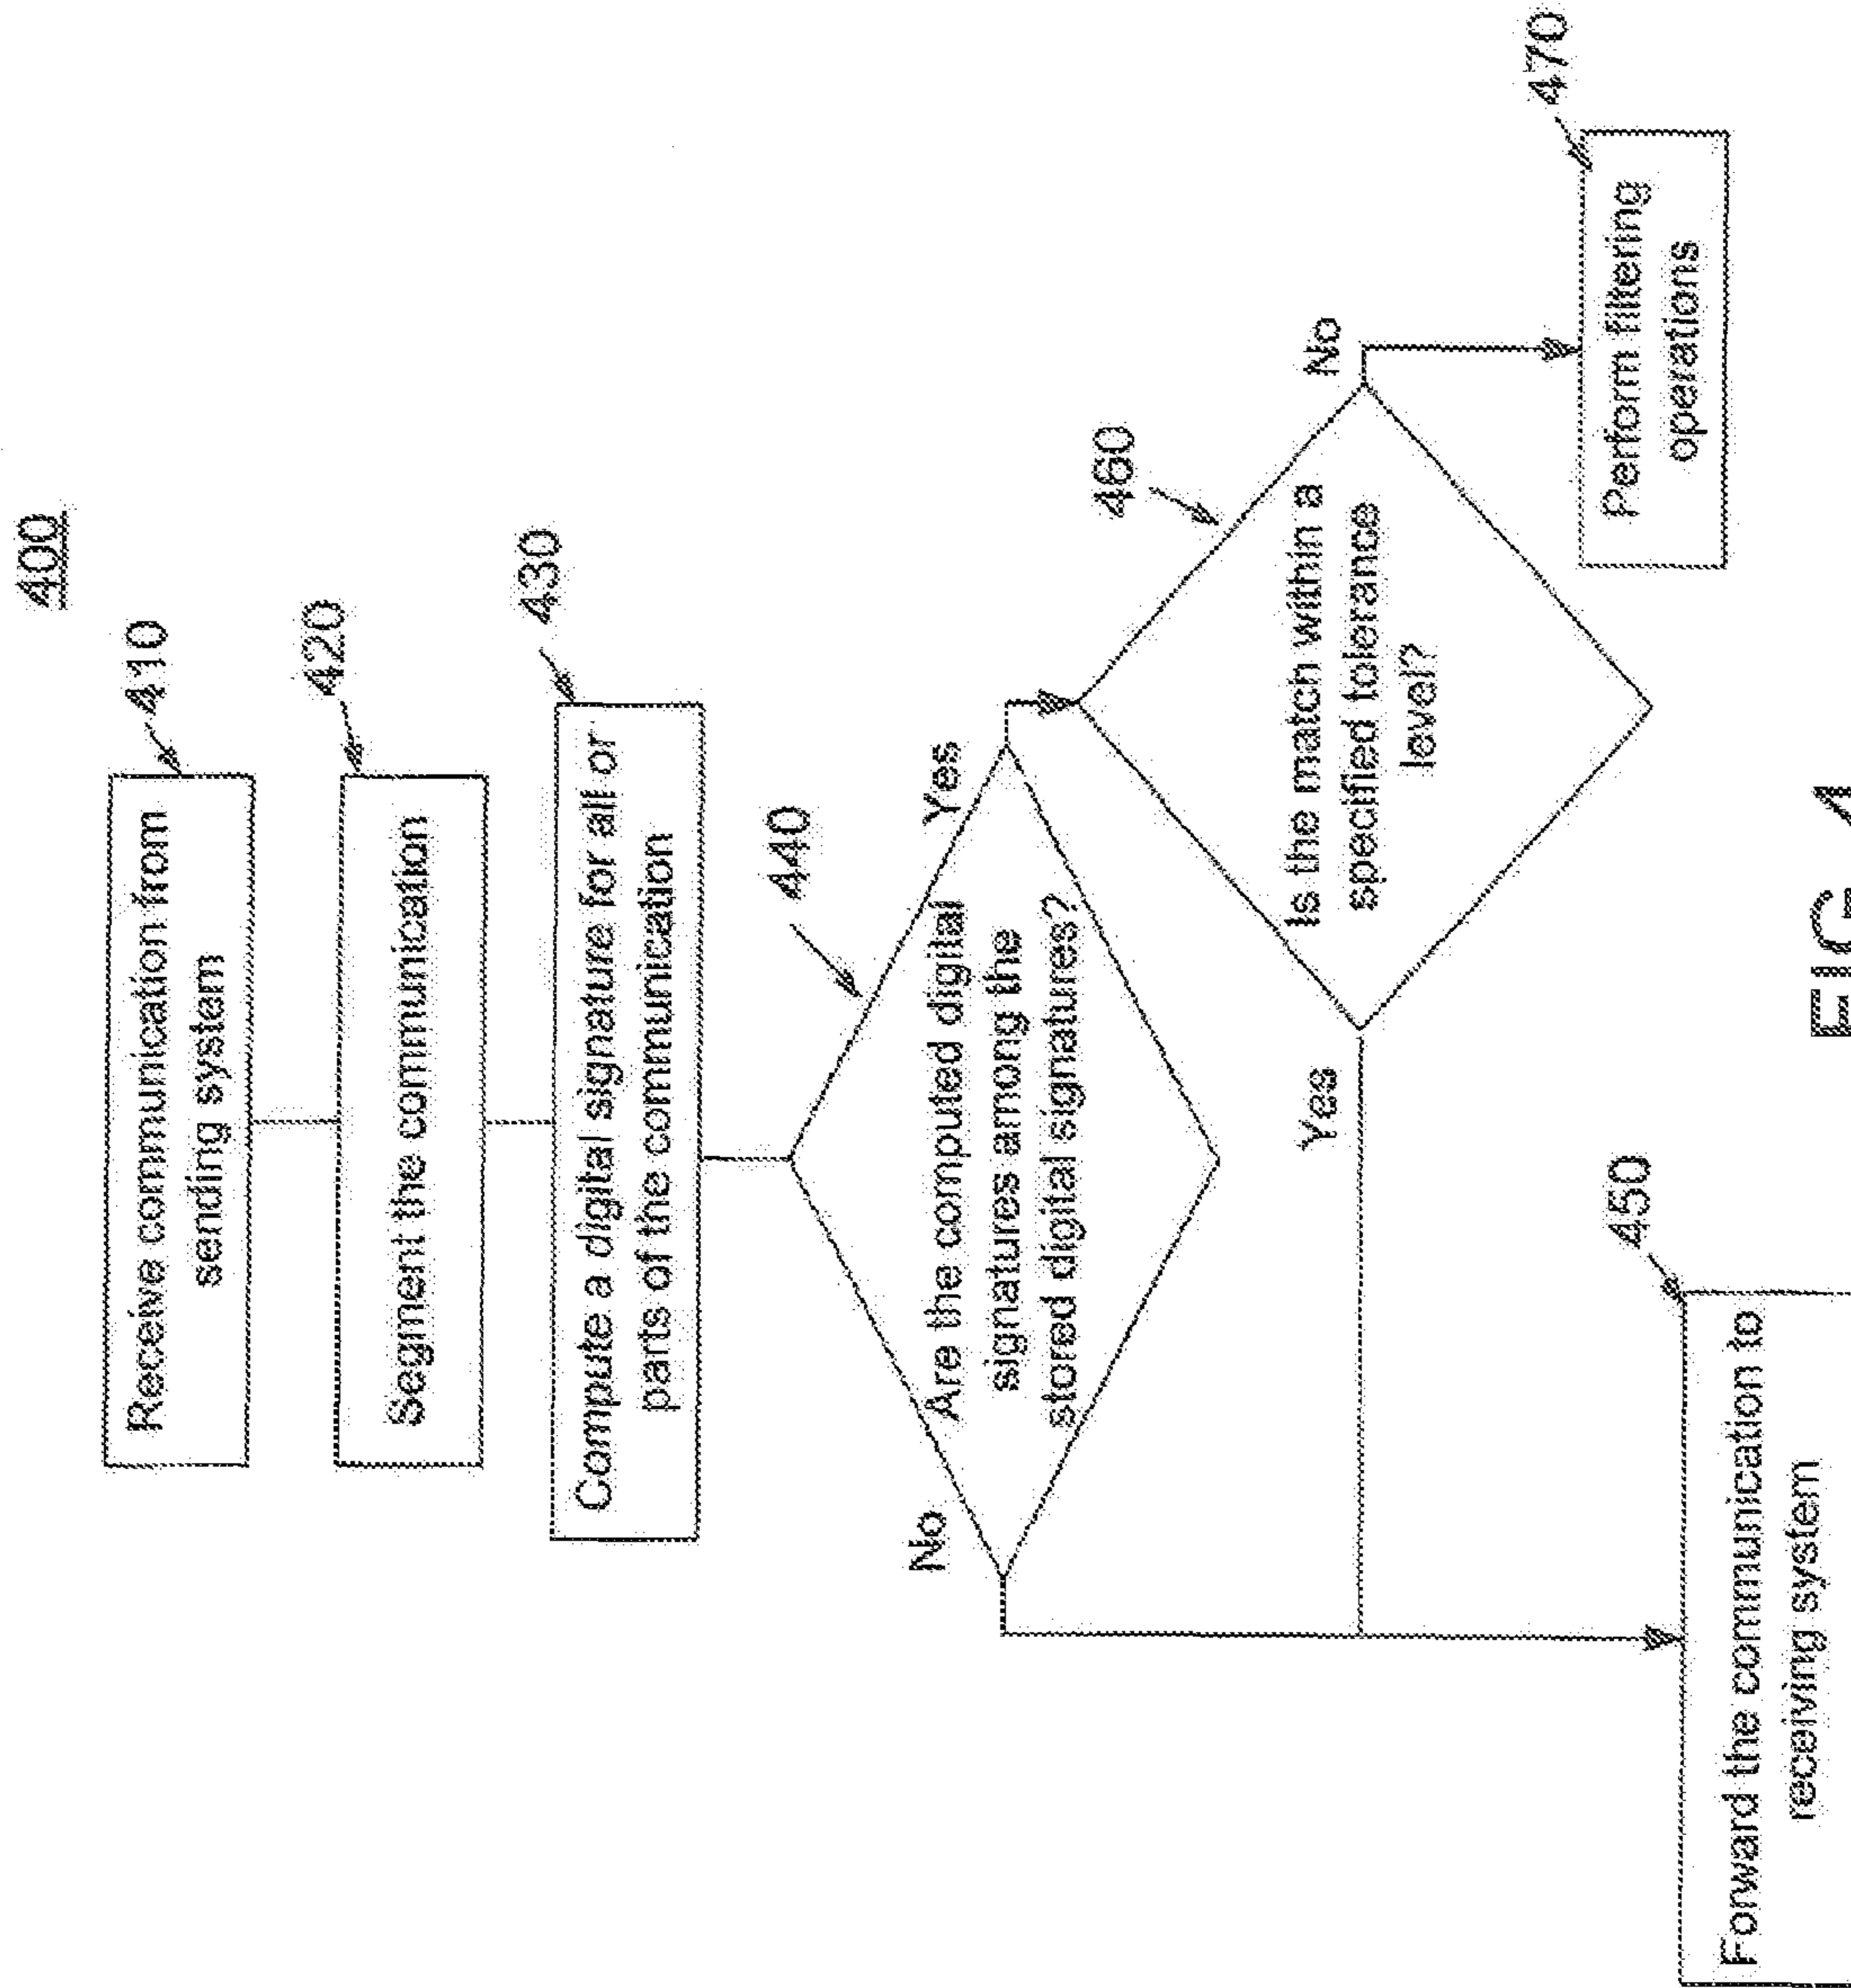 400
410
Receive communication from
sending system
420
Segment the communication
430
Compute a digital signature for all or
parts of the communication
440
No
Yes
Are the computed digital
signatures among the
stored digital signatures?
460
Is the match within a
specified tolerance
level?
Yes
No
450
Forward the communication to
receiving system
470
Perform filtering
operations
FIG. 4